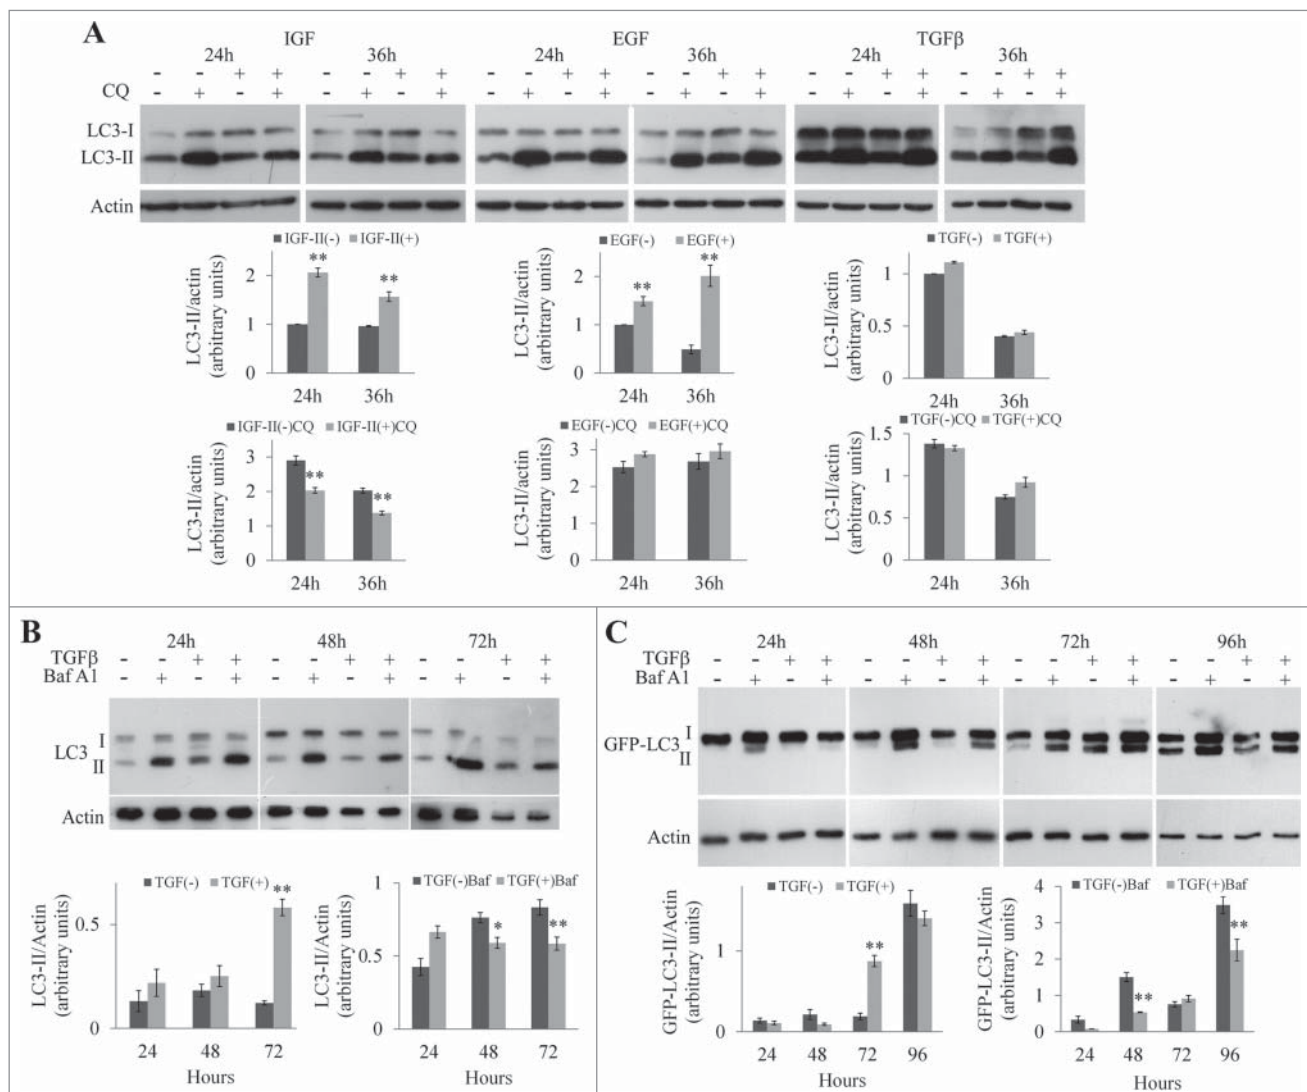 A
IGF EGF TGFβ
24h 36h 24h 36h 24h 36h
- - + + - - + + - - + + - - + + - - + + - - + +
CQ - + - + - + - + - + - + - + - + - + - + - + - +
LC3-I
LC3-II
Actin
IGF-II(-) IGF-II(+)
LC3-II/actin
(arbitrary units)
2
1
0
** **
24h 36h
EGF(-) EGF(+)
LC3-II/actin
(arbitrary units)
2
1
0
** **
24h 36h
TGF(-) TGF(+)
LC3-II/actin
(arbitrary units)
1
0.5
0
24h 36h
IGF-II(-)CQ IGF-II(+)CQ
LC3-II/actin
(arbitrary units)
3
2
1
0
** **
24h 36h
EGF(-)CQ EGF(+)CQ
LC3-II/actin
(arbitrary units)
3
2
1
0
24h 36h
TGF(-)CQ TGF(+)CQ
LC3-II/actin
(arbitrary units)
1.5
1
0.5
0
24h 36h
B
24h 48h 72h
TGFβ - - + + - - + + - - + +
Baf A1 - + - + - + - + - + - +
LC3 I
II
Actin
TGF(-) TGF(+)
LC3-II/Actin
(arbitrary units)
0.5
0
**
24 48 72
Hours
TGF(-)Baf TGF(+)Baf
LC3-II/Actin
(arbitrary units)
1
0.5
0
* **
24 48 72
Hours
C
24h 48h 72h 96h
TGFβ - - + + - - + + - - + + - - + +
Baf A1 - + - + - + - + - + - + - + - +
GFP-LC3 I
II
Actin
TGF(-) TGF(+)
GFP-LC3-II/Actin
(arbitrary units)
1
0
**
24 48 72 96
Hours
TGF(-)Baf TGF(+)Baf
GFP-LC3-II/Actin
(arbitrary units)
4
3
2
1
0
** **
24 48 72 96
Hours